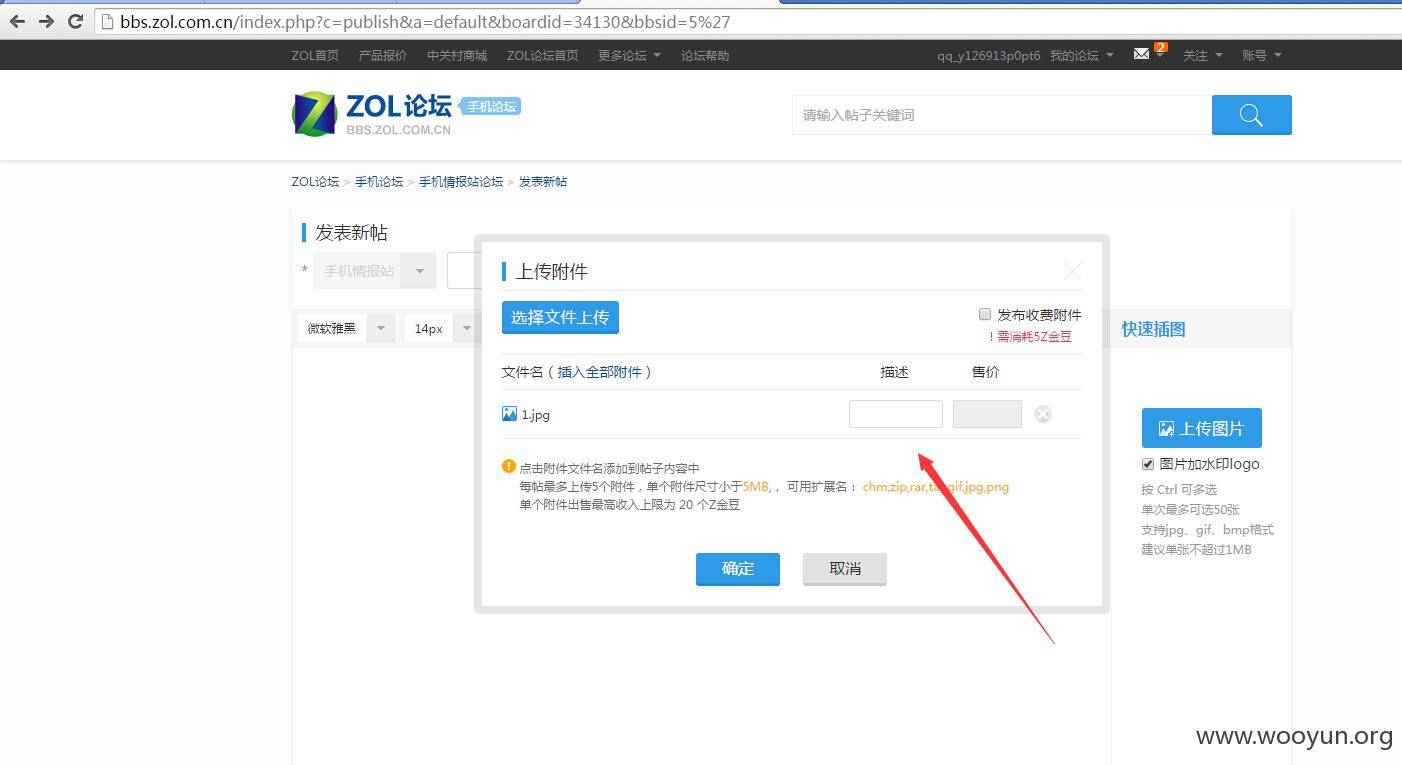 bbs.zol.com.cn/index.php?c=publish&a=default&boardid=34130&bbsid=5%27
ZOL首页 产品报价 中关村商城 ZOL论坛首页 更多论坛 论坛帮助 qq_y126913p0pt6 我的论坛 2 关注 账号
ZOL论坛 手机论坛
BBS.ZOL.COM.CN
请输入帖子关键词
ZOL论坛 > 手机论坛 > 手机情报站论坛 > 发表新帖
发表新帖
* 手机情报站
上传附件
选择文件上传
发布收费附件
！需消耗5Z金豆
微软雅黑 14px
快速插图
文件名（插入全部附件） 描述 售价
1.jpg
上传图片
图片加水印logo
按 Ctrl 可多选
单次最多可选50张
支持jpg、gif、bmp格式
建议单张不超过1MB
点击附件文件名添加到帖子内容中
每帖最多上传5个附件，单个附件尺寸小于5MB,，可用扩展名： chm,zip,rar,tar,gif,jpg,png
单个附件出售最高收入上限为 20 个Z金豆
确定 取消
www.wooyun.org